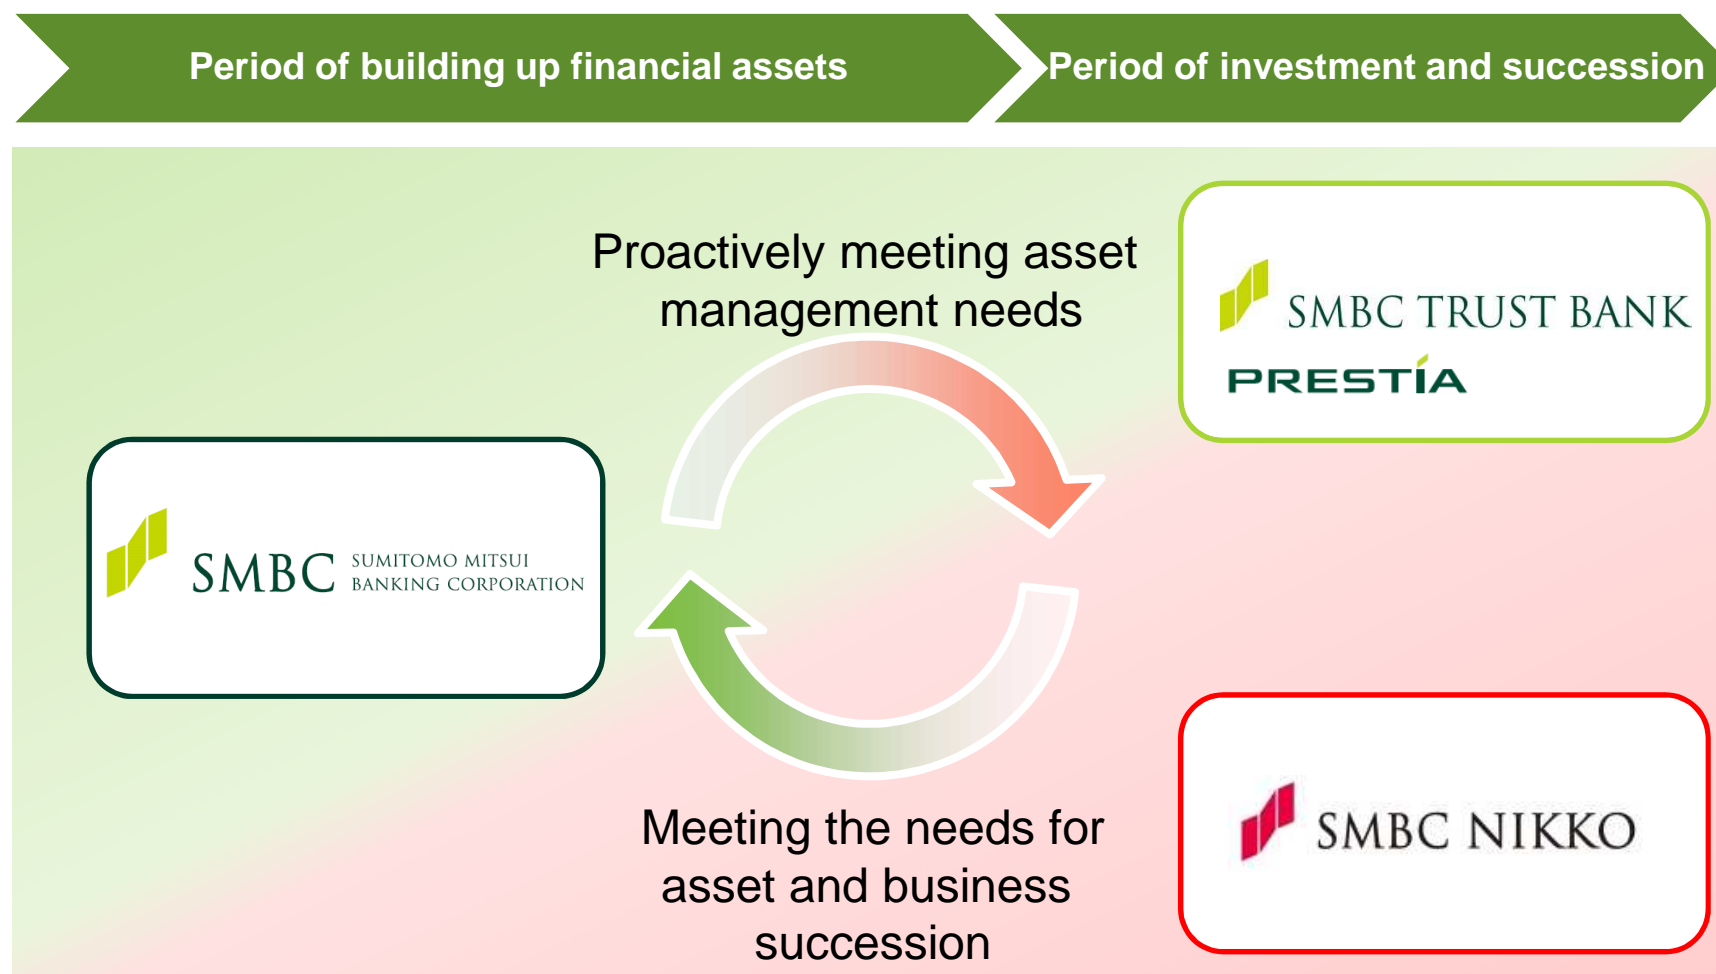 Period of building up financial assets
Period of investment and succession
Proactively meeting asset
management needs
SMBC TRUST BANK
PRESTÍA
SMBC
SUMITOMO MITSUI
BANKING CORPORATION
Meeting the needs for
asset and business
succession
SMBC NIKKO